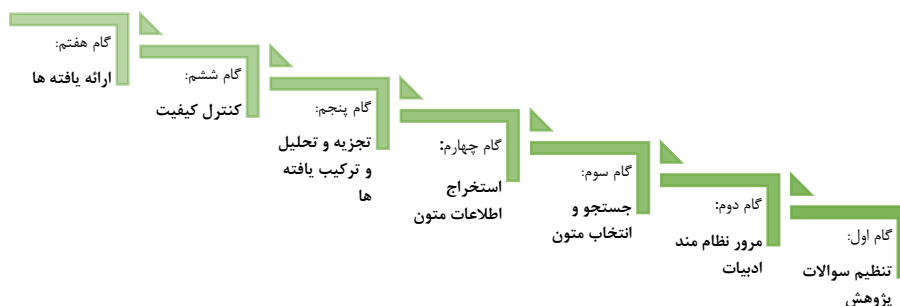 گام اول:
تنظیم سوالات
پژوهش
گام دوم:
مرور نظام مند
ادبیات
گام سوم:
جستجو و
انتخاب متون
گام چهارم:
استخراج
اطلاعات متون
گام پنجم:
تجزیه و تحلیل
و ترکیب یافته
ها
گام ششم:
کنترل کیفیت
گام هفتم:
ارائه یافته ها